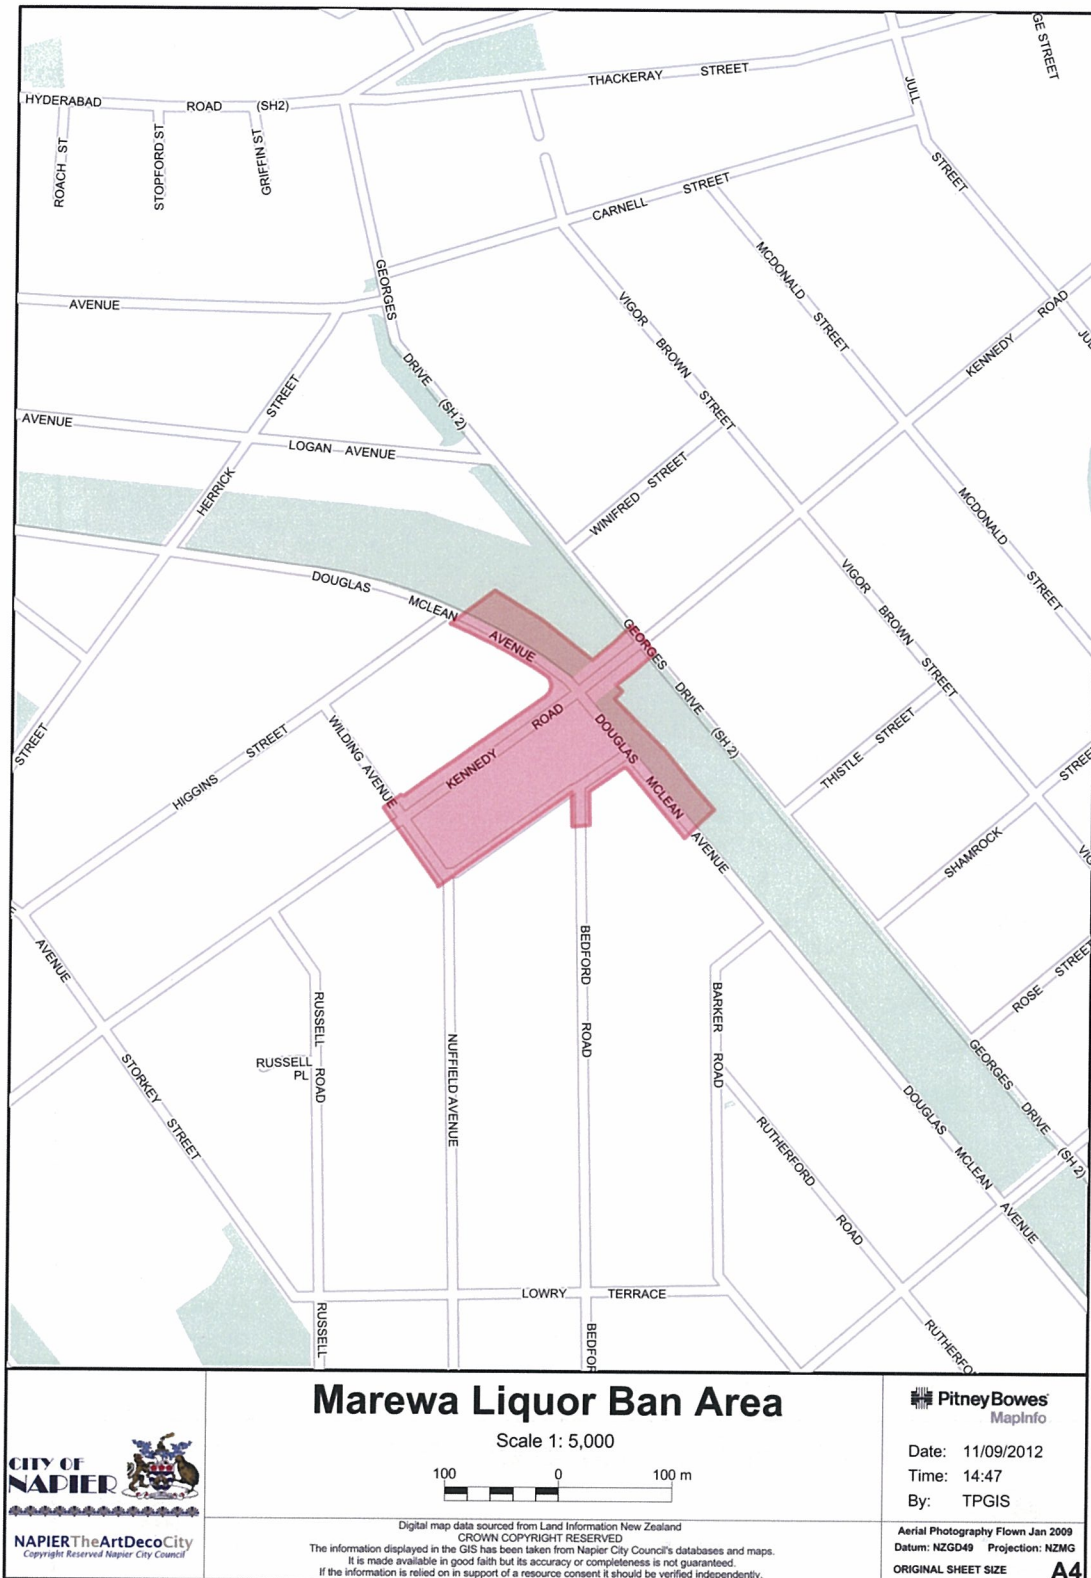 GE STREET
THACKERAY STREET
JULL
HYDERABAD ROAD (SH2)
ROACH ST
STOPFORD ST
GRIFFIN ST
STREET
CARNELL STREET
MCDONALD STREET
GEORGES
AVENUE
VIGOR BROWN STREET
KENNEDY ROAD
DRIVE (SH 2)
STREET
AVENUE
LOGAN AVENUE
HERRICK
WINIFRED STREET
MCDONALD STREET
DOUGLAS MCLEAN AVENUE
VIGOR BROWN STREET
GEORGES DRIVE (SH 2)
STREET
HIGGINS STREET
WILDING AVENUE
KENNEDY ROAD
DOUGLAS MCLEAN AVENUE
THISTLE STREET
STREE
SHAMROCK
AVENUE
BEDFORD ROAD
BARKER ROAD
ROSE STREET
RUSSELL ROAD
RUSSELL
PL
NUFFIELD AVENUE
STORKEY STREET
GEORGES DRIVE (SH 2)
DOUGLAS MCLEAN AVENUE
RUTHERFORD ROAD
LOWRY TERRACE
RUSSELL
BEDFOR
RUTHERFO
Marewa Liquor Ban Area
Scale 1: 5,000
100 0 100 m
CITY OF
NAPIER
NAPIERTheArtDecoCity
Copyright Reserved Napier City Council
Digital map data sourced from Land Information New Zealand
CROWN COPYRIGHT RESERVED
The information displayed in the GIS has been taken from Napier City Council's databases and maps.
It is made available in good faith but its accuracy or completeness is not guaranteed.
If the information is relied on in support of a resource consent it should be verified independently.
PitneyBowes
MapInfo
Date: 11/09/2012
Time: 14:47
By: TPGIS
Aerial Photography Flown Jan 2009
Datum: NZGD49 Projection: NZMG
ORIGINAL SHEET SIZE A4